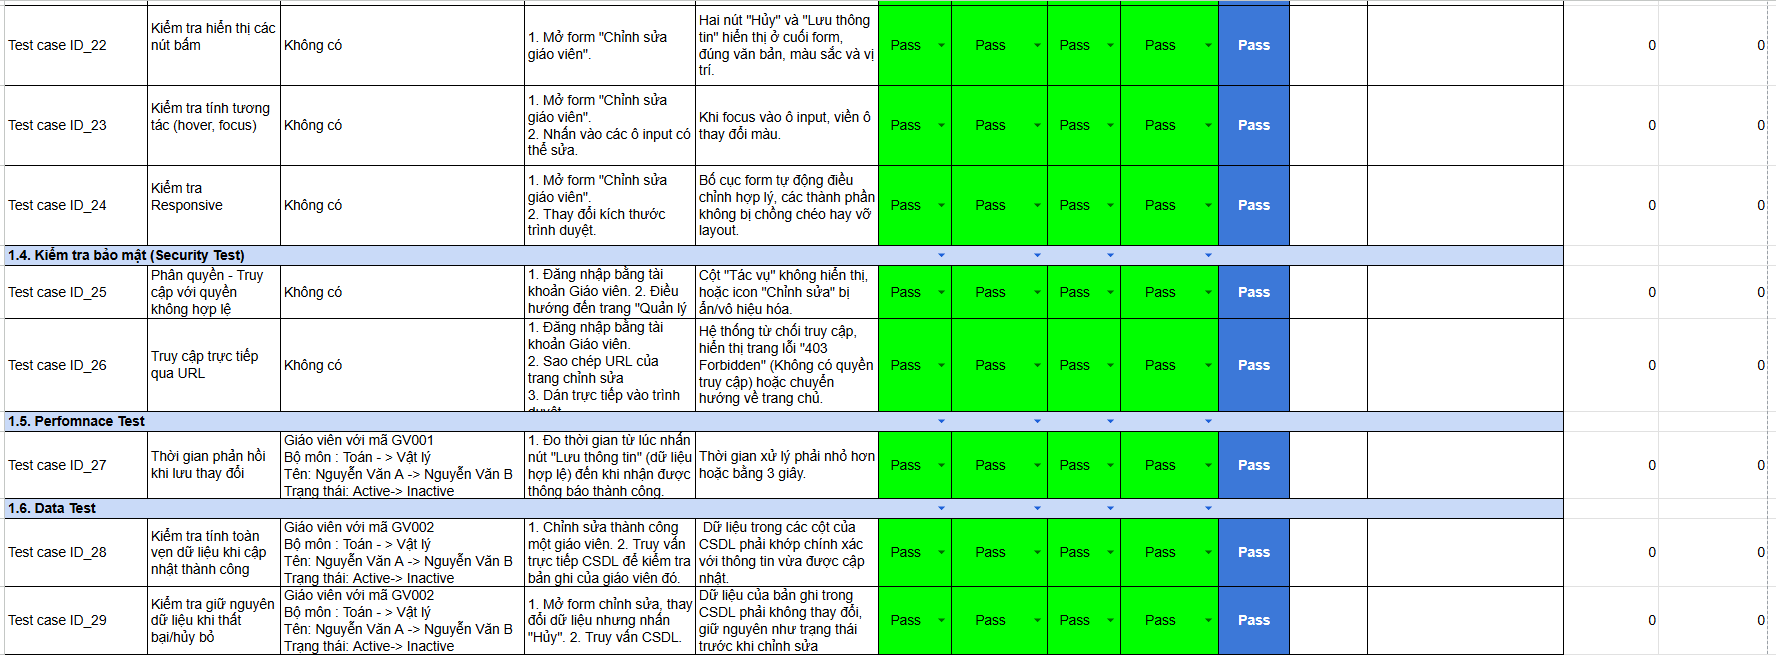 Test case ID_22
Kiểm tra hiển thị các
nút bấm
Không có
1. Mở form "Chỉnh sửa
giáo viên".
Hai nút "Hủy" và "Lưu thông
tin" hiển thị ở cuối form,
đúng văn bản, màu sắc và vị
trí.
Pass
Pass
Pass
Pass
Pass
0
0
Test case ID_23
Kiểm tra tính tương
tác (hover, focus)
Không có
1. Mở form "Chỉnh sửa
giáo viên".
2. Nhấn vào các ô input có
thể sửa.
Khi focus vào ô input, viền ô
thay đổi màu.
Pass
Pass
Pass
Pass
Pass
0
0
Test case ID_24
Kiểm tra
Responsive
Không có
1. Mở form "Chỉnh sửa
giáo viên".
2. Thay đổi kích thước
trình duyệt.
Bố cục form tự động điều
chỉnh hợp lý, các thành phần
không bị chồng chéo hay vỡ
layout.
Pass
Pass
Pass
Pass
Pass
0
0
1.4. Kiểm tra bảo mật (Security Test)
Test case ID_25
Phân quyền - Truy
cập với quyền
không hợp lệ
Không có
1. Đăng nhập bằng tài
khoản Giáo viên. 2. Điều
hướng đến trang "Quản lý
Cột "Tác vụ" không hiển thị,
hoặc icon "Chỉnh sửa" bị
ẩn/vô hiệu hóa.
Pass
Pass
Pass
Pass
Pass
0
0
Test case ID_26
Truy cập trực tiếp
qua URL
Không có
1. Đăng nhập bằng tài
khoản Giáo viên.
2. Sao chép URL của
trang chỉnh sửa
3. Dán trực tiếp vào trình
duyệt
Hệ thống từ chối truy cập,
hiển thị trang lỗi "403
Forbidden" (Không có quyền
truy cập) hoặc chuyển
hướng về trang chủ.
Pass
Pass
Pass
Pass
Pass
0
0
1.5. Perfomnace Test
Test case ID_27
Thời gian phản hồi
khi lưu thay đổi
Giáo viên với mã GV001
Bộ môn : Toán - > Vật lý
Tên: Nguyễn Văn A -> Nguyễn Văn B
Trạng thái: Active-> Inactive
1. Đo thời gian từ lúc nhấn
nút "Lưu thông tin" (dữ liệu
hợp lệ) đến khi nhận được
thông báo thành công.
Thời gian xử lý phải nhỏ hơn
hoặc bằng 3 giây.
Pass
Pass
Pass
Pass
Pass
0
0
1.6. Data Test
Test case ID_28
Kiểm tra tính toàn
vẹn dữ liệu khi cập
nhật thành công
Giáo viên với mã GV002
Bộ môn : Toán - > Vật lý
Tên: Nguyễn Văn A -> Nguyễn Văn B
Trạng thái: Active-> Inactive
1. Chỉnh sửa thành công
một giáo viên. 2. Truy vấn
trực tiếp CSDL để kiểm tra
bản ghi của giáo viên đó.
Dữ liệu trong các cột của
CSDL phải khớp chính xác
với thông tin vừa được cập
nhật.
Pass
Pass
Pass
Pass
Pass
0
0
Test case ID_29
Kiểm tra giữ nguyên
dữ liệu khi thất
bại/hủy bỏ
Giáo viên với mã GV002
Bộ môn : Toán - > Vật lý
Tên: Nguyễn Văn A -> Nguyễn Văn B
Trạng thái: Active-> Inactive
1. Mở form chỉnh sửa, thay
đổi dữ liệu nhưng nhấn
"Hủy". 2. Truy vấn CSDL.
Dữ liệu của bản ghi trong
CSDL phải không thay đổi,
giữ nguyên như trạng thái
trước khi chỉnh sửa
Pass
Pass
Pass
Pass
Pass
0
0